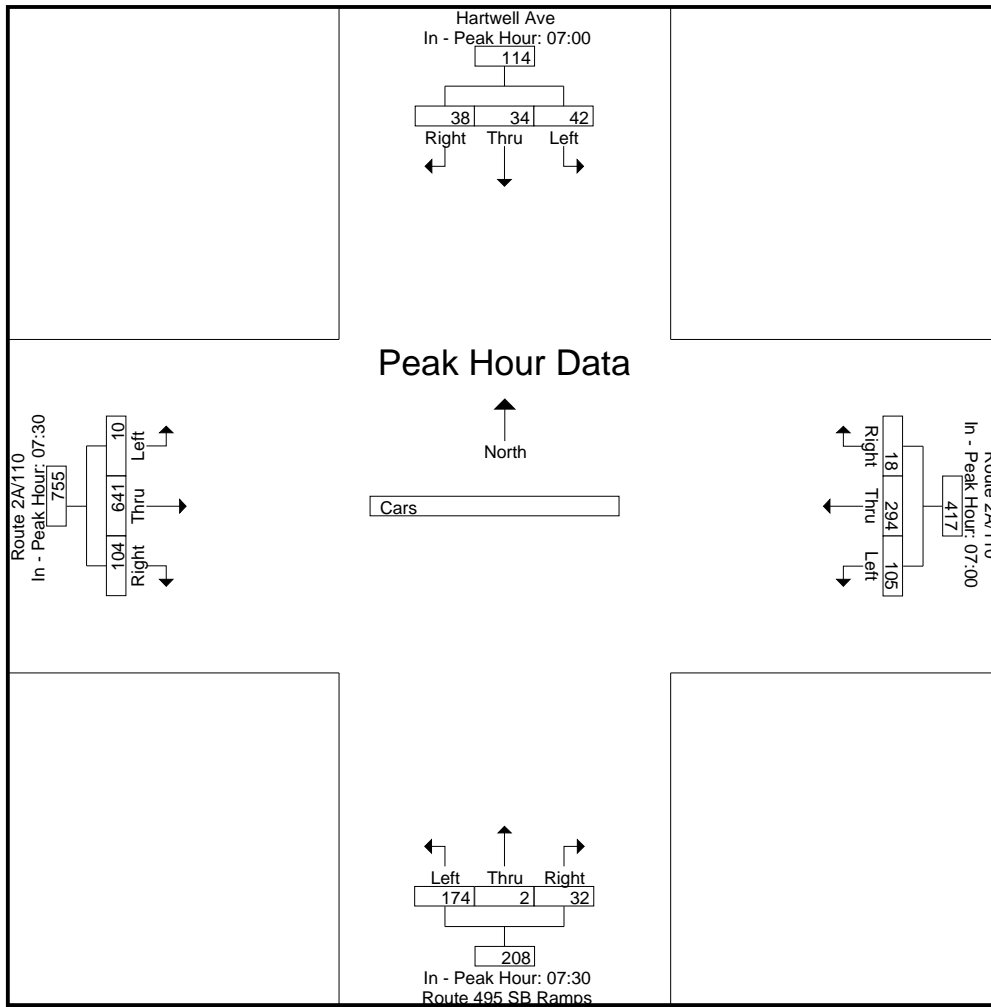 Hartwell Ave
In - Peak Hour: 07:00
114
38 34 42
Right Thru Left
Peak Hour Data
North
Cars
Route 2A/110
In - Peak Hour: 07:30
755
10 641 104
Left Thru Right
Route 2A/110
In - Peak Hour: 07:00
417
18 294 105
Right Thru Left
Left Thru Right
174 2 32
208
In - Peak Hour: 07:30
Route 495 SB Ramps